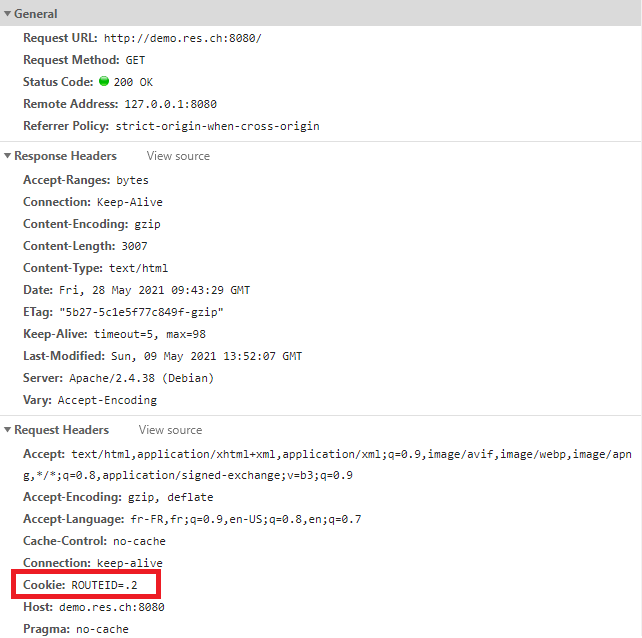 General
Request URL: http://demo.res.ch:8080/
Request Method: GET
Status Code: 200 OK
Remote Address: 127.0.0.1:8080
Referrer Policy: strict-origin-when-cross-origin
Response Headers View source
Accept-Ranges: bytes
Connection: Keep-Alive
Content-Encoding: gzip
Content-Length: 3007
Content-Type: text/html
Date: Fri, 28 May 2021 09:43:29 GMT
ETag: "5b27-5c1e5f77c849f-gzip"
Keep-Alive: timeout=5, max=98
Last-Modified: Sun, 09 May 2021 13:52:07 GMT
Server: Apache/2.4.38 (Debian)
Vary: Accept-Encoding
Request Headers View source
Accept: text/html,application/xhtml+xml,application/xml;q=0.9,image/avif,image/webp,image/apn
g,*/*;q=0.8,application/signed-exchange;v=b3;q=0.9
Accept-Encoding: gzip, deflate
Accept-Language: fr-FR,fr;q=0.9,en-US;q=0.8,en;q=0.7
Cache-Control: no-cache
Connection: keep-alive
Cookie: ROUTEID=.2
Host: demo.res.ch:8080
Pragma: no-cache